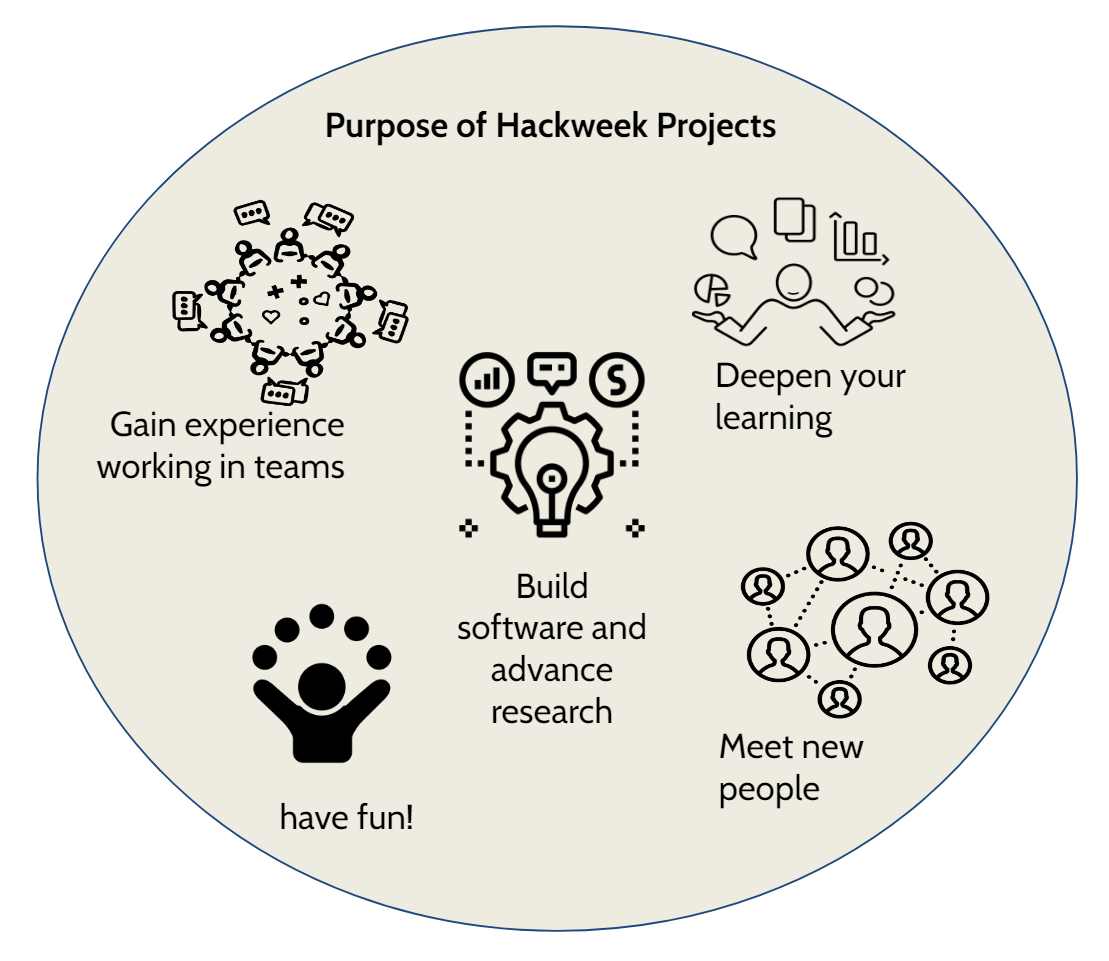 Purpose of Hackweek Projects
Gain experience
working in teams
Deepen your
learning
Build
software and
advance
research
have fun!
Meet new
people